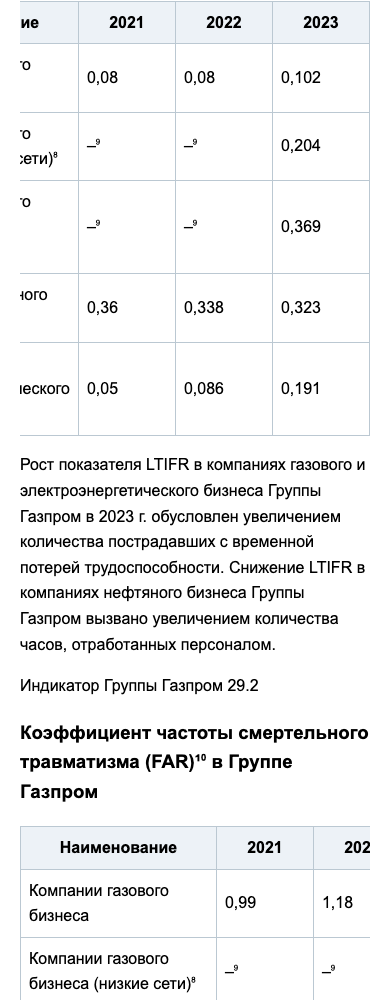 ие 2021 2022 2023
го
0,08 0,08 0,102
го
сети)⁸
–⁹ –⁹ 0,204
го
–⁹ –⁹ 0,369
ного
0,36 0,338 0,323
ческого 0,05 0,086 0,191
Рост показателя LTIFR в компаниях газового и
электроэнергетического бизнеса Группы
Газпром в 2023 г. обусловлен увеличением
количества пострадавших с временной
потерей трудоспособности. Снижение LTIFR в
компаниях нефтяного бизнеса Группы
Газпром вызвано увеличением количества
часов, отработанных персоналом.
Индикатор Группы Газпром 29.2
Коэффициент частоты смертельного
травматизма (FAR)¹⁰ в Группе
Газпром
Наименование 2021 202
Компании газового
бизнеса
0,99 1,18
Компании газового
бизнеса (низкие сети)⁸
–⁹ –⁹